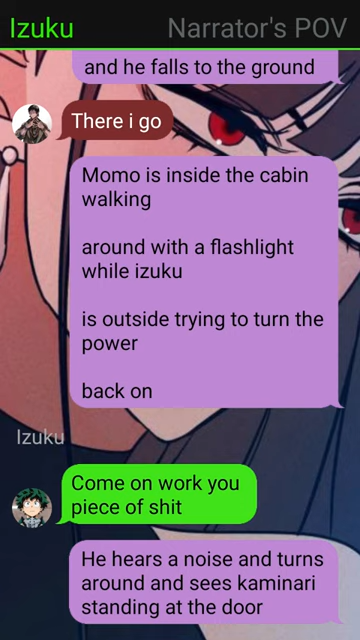 Izuku
Narrator's POV
and he falls to the ground
There i go
Momo is inside the cabin
walking
around with a flashlight
while izuku
is outside trying to turn the
power
back on
Izuku
Come on work you
piece of shit
He hears a noise and turns
around and sees kaminari
standing at the door